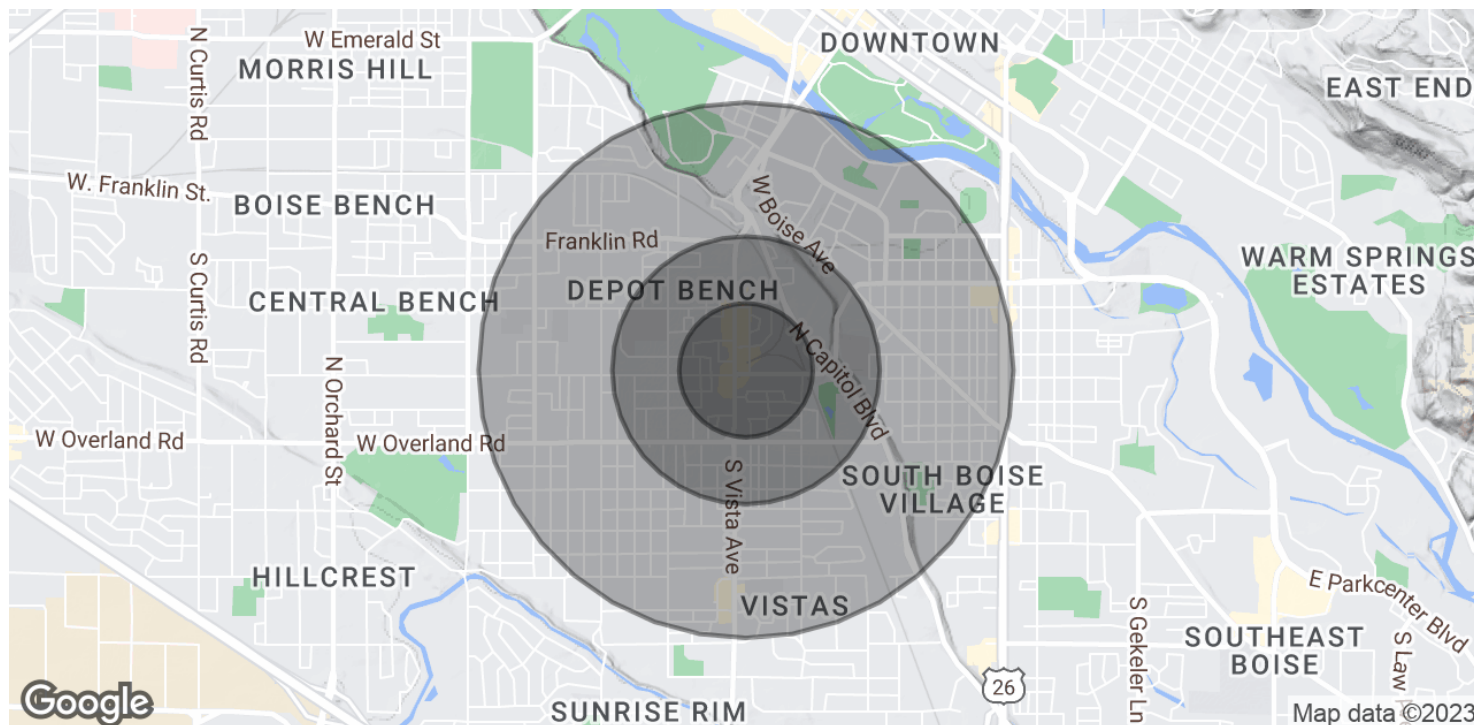 W Emerald St
MORRIS HILL
N Curtis Rd
DOWNTOWN
EAST END
W. Franklin St.
BOISE BENCH
W Boise Ave
Franklin Rd
WARM SPRINGS
ESTATES
S Curtis Rd
CENTRAL BENCH
DEPOT BENCH
N Capitol Blvd
N Orchard St
W Overland Rd
W Overland Rd
S Vista Ave
SOUTH BOISE
VILLAGE
HILLCREST
VISTAS
E Parkcenter Blvd
S Gekeler Ln
SOUTHEAST
BOISE
S Law
26
SUNRISE RIM
Google
Map data ©2023